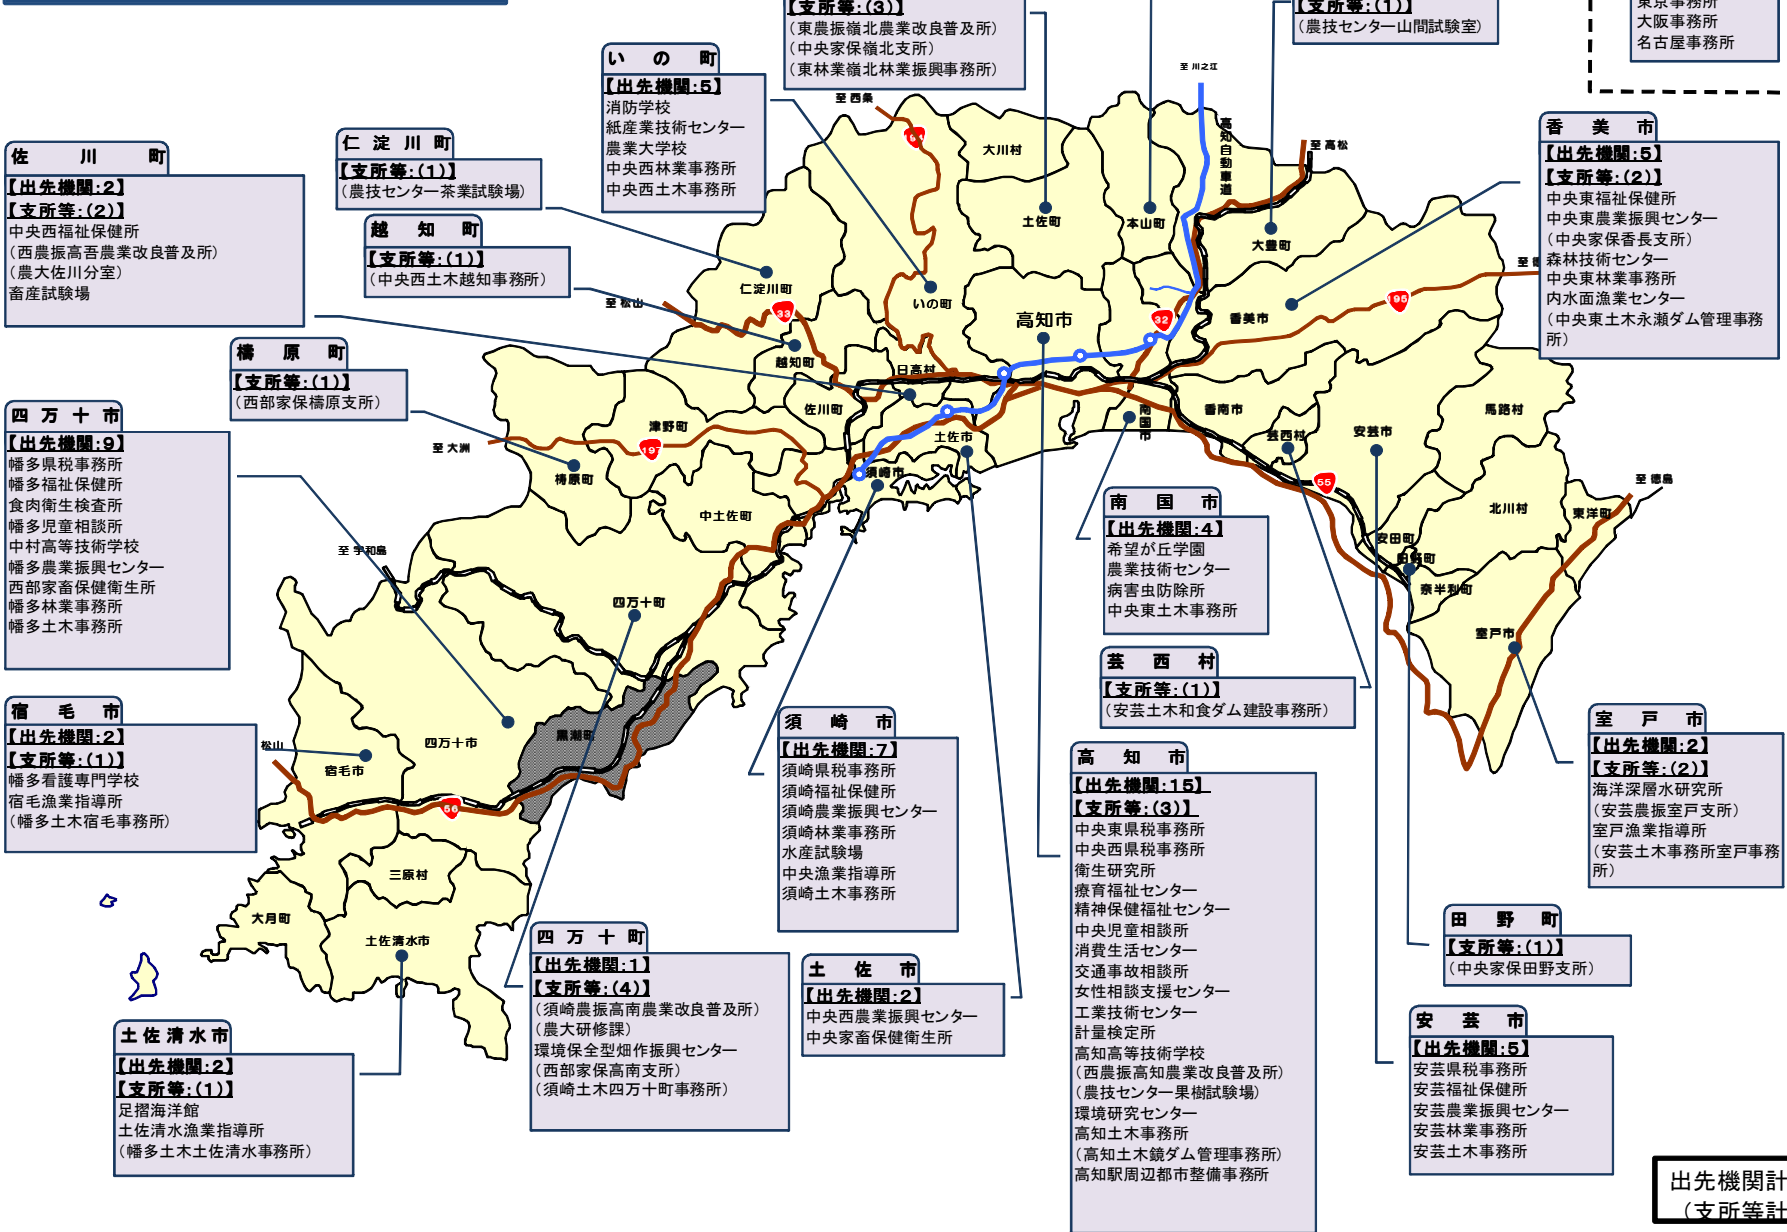 【支所等:(3)】
(東農振嶺北農業改良普及所)
(中央家保嶺北支所)
(東林業嶺北林業振興事務所)
【支所等:(1)】
(農技センター山間試験室)
東京事務所
大阪事務所
名古屋事務所
いの町
【出先機関:5】
消防学校
紙産業技術センター
農業大学校
中央西林業事務所
中央西土木事務所
仁淀川町
【支所等:(1)】
(農技センター茶業試験場)
越知町
【支所等:(1)】
(中央西土木越知事務所)
佐川町
【出先機関:2】
【支所等:(2)】
中央西福祉保健所
(西農振高吾農業改良普及所)
(農大佐川分室)
畜産試験場
梼原町
【支所等:(1)】
(西部家保梼原支所)
四万十市
【出先機関:9】
幡多県税事務所
幡多福祉保健所
食肉衛生検査所
幡多児童相談所
中村高等技術学校
幡多農業振興センター
西部家畜保健衛生所
幡多林業事務所
幡多土木事務所
宿毛市
【出先機関:2】
【支所等:(1)】
幡多看護専門学校
宿毛漁業指導所
(幡多土木宿毛事務所)
土佐清水市
【出先機関:2】
【支所等:(1)】
足摺海洋館
土佐清水漁業指導所
(幡多土木土佐清水事務所)
四万十町
【出先機関:1】
【支所等:(4)】
(須崎農振高南農業改良普及所)
(農大研修課)
環境保全型畑作振興センター
(西部家保高南支所)
(須崎土木四万十町事務所)
須崎市
【出先機関:7】
須崎県税事務所
須崎福祉保健所
須崎農業振興センター
須崎林業事務所
水産試験場
中央漁業指導所
須崎土木事務所
土佐市
【出先機関:2】
中央西農業振興センター
中央家畜保健衛生所
高知市
【出先機関:15】
【支所等:(3)】
中央東県税事務所
中央西県税事務所
衛生研究所
療育福祉センター
精神保健福祉センター
中央児童相談所
消費生活センター
交通事故相談所
女性相談支援センター
工業技術センター
計量検定所
高知高等技術学校
(西農振高知農業改良普及所)
(農技センター果樹試験場)
環境研究センター
高知土木事務所
(高知土木鏡ダム管理事務所)
高知駅周辺都市整備事務所
南国市
【出先機関:4】
希望が丘学園
農業技術センター
病害虫防除所
中央東土木事務所
芸西村
【支所等:(1)】
(安芸土木和食ダム建設事務所)
香美市
【出先機関:5】
【支所等:(2)】
中央東福祉保健所
中央東農業振興センター
(中央家保香長支所)
森林技術センター
中央東林業事務所
内水面漁業センター
(中央東土木永瀬ダム管理事務
所)
室戸市
【出先機関:2】
【支所等:(2)】
海洋深層水研究所
(安芸農振室戸支所)
室戸漁業指導所
(安芸土木事務所室戸事務
所)
田野町
【支所等:(1)】
(中央家保田野支所)
安芸市
【出先機関:5】
安芸県税事務所
安芸福祉保健所
安芸農業振興センター
安芸林業事務所
安芸土木事務所
出先機関計
(支所等計
至 西条
至 川之江
高知自動車道
至 高松
大川村
土佐町
本山町
大豊町
194
至 松山
仁淀川町
33
いの町
高知市
32
香美市
195
越知町
日高村
佐川町
至 大洲
津野町
197
梼原町
土佐市
須崎市
南国市
香南市
芸西村
安芸市
馬路村
55
至 徳島
北川村
東洋町
安田町
田野町
奈半利町
室戸市
中土佐町
至 宇和島
四万十町
黒潮町
四万十市
松山
宿毛市
56
三原村
大月町
土佐清水市